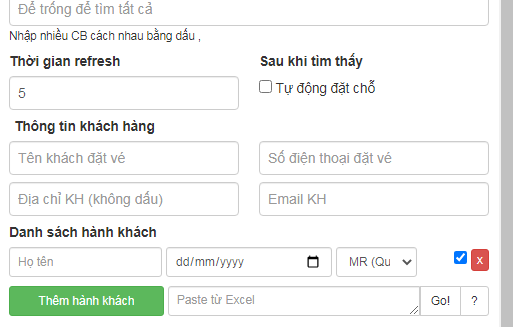 Để trống để tìm tất cả
Nhập nhiều CB cách nhau bằng dấu ,
Thời gian refresh Sau khi tìm thấy
5 Tự động đặt chỗ
Thông tin khách hàng
Tên khách đặt vé Số điện thoại đặt vé
Địa chỉ KH (không dấu) Email KH
Danh sách hành khách
Họ tên dd/mm/yyyy MR (Qu x
Thêm hành khách Paste từ Excel Go! ?